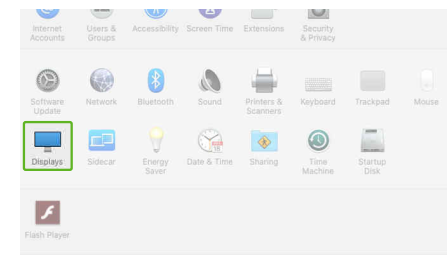 Internet Users & Accessibility Screen Time Extensions Security
Accounts Groups & Privacy
Software Network Bluetooth Sound Printers & Keyboard Trackpad Mouse
Update Scanners
Displays Sidecar Energy Date & Time Sharing Time Startup
Saver Machine Disk
Flash Player